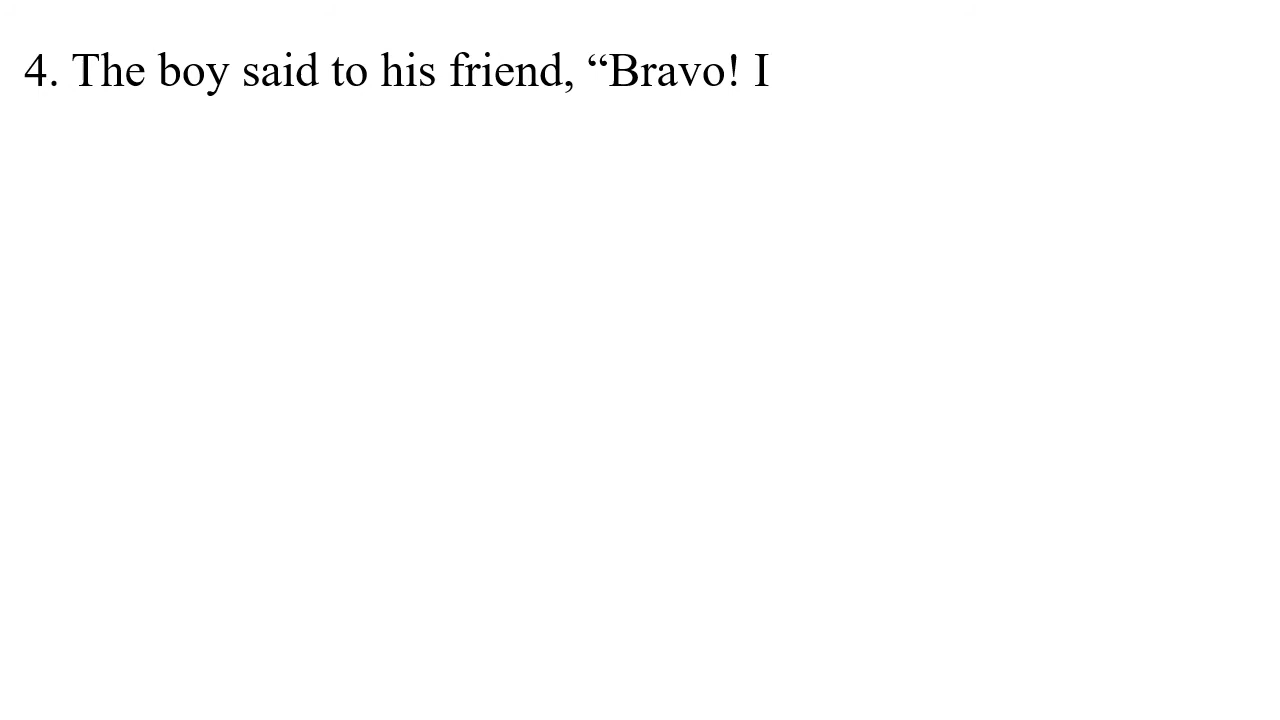 4. The boy said to his friend, “Bravo! I